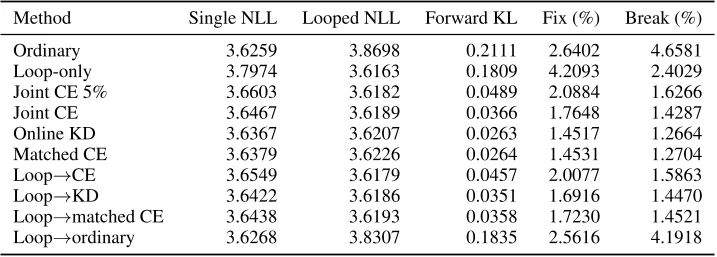 Method Single NLL Looped NLL Forward KL Fix (%) Break (%)
Ordinary 3.6259 3.8698 0.2111 2.6402 4.6581
Loop-only 3.7974 3.6163 0.1809 4.2093 2.4029
Joint CE 5% 3.6603 3.6182 0.0489 2.0884 1.6266
Joint CE 3.6467 3.6189 0.0366 1.7648 1.4287
Online KD 3.6367 3.6207 0.0263 1.4517 1.2664
Matched CE 3.6379 3.6226 0.0264 1.4531 1.2704
Loop→CE 3.6549 3.6179 0.0457 2.0077 1.5863
Loop→KD 3.6422 3.6186 0.0351 1.6916 1.4470
Loop→matched CE 3.6438 3.6193 0.0358 1.7230 1.4521
Loop→ordinary 3.6268 3.8307 0.1835 2.5616 4.1918